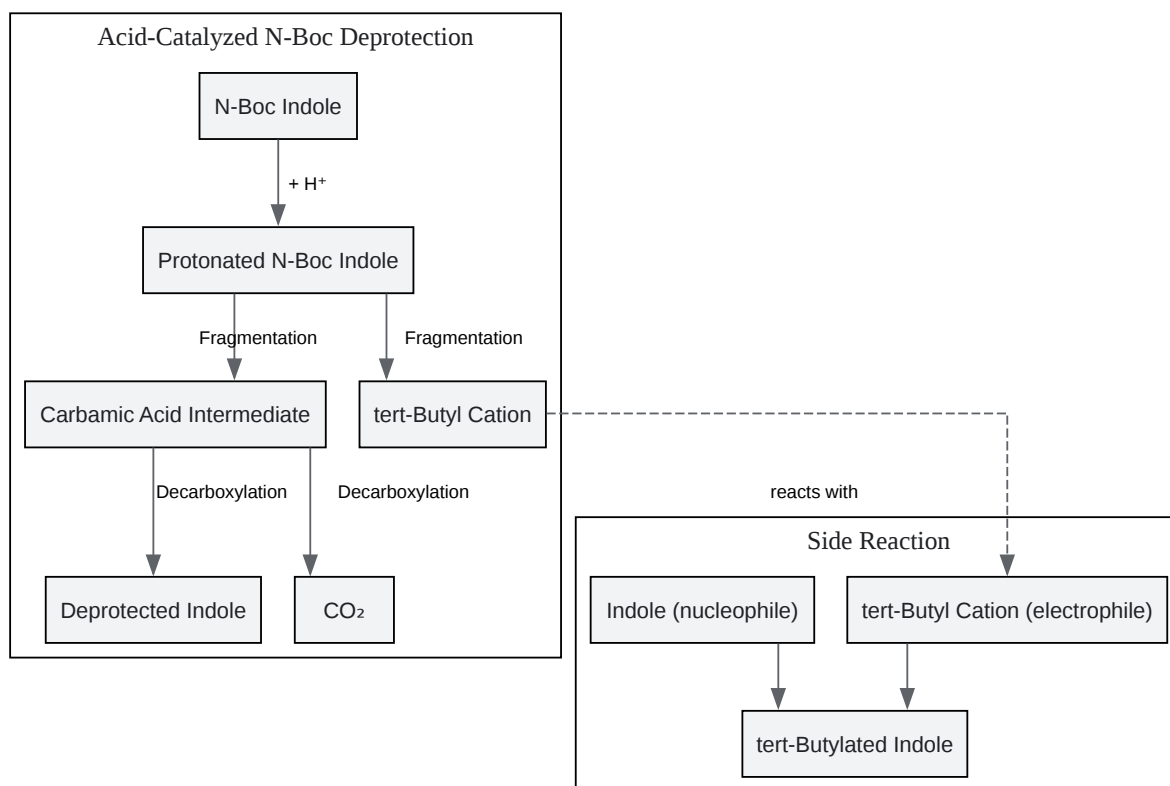 Acid-Catalyzed N-Boc Deprotection
N-Boc Indole
+ H⁺
Protonated N-Boc Indole
Fragmentation
Fragmentation
Carbamic Acid Intermediate
tert-Butyl Cation
Decarboxylation
Decarboxylation
reacts with
Deprotected Indole
CO₂
Side Reaction
Indole (nucleophile)
tert-Butyl Cation (electrophile)
tert-Butylated Indole